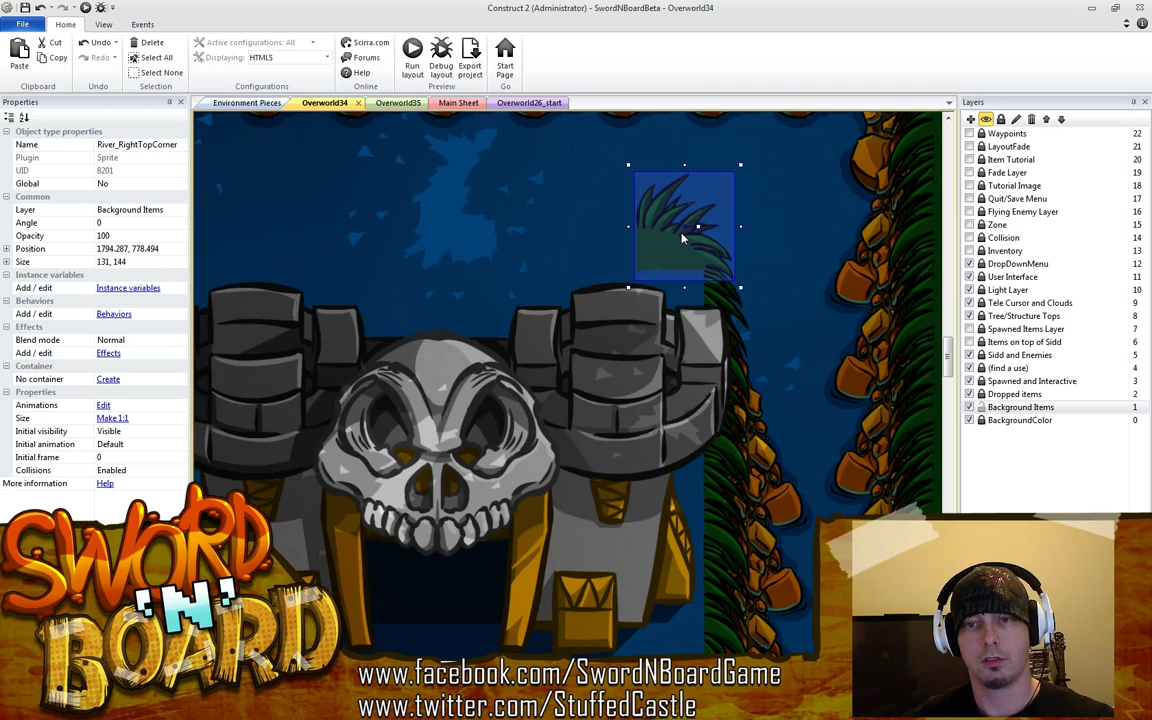 Construct 2 (Administrator) - SwordNBoardBeta - Overworld34
File Home View Events
Paste
Cut
Copy
Clipboard
Undo
Redo
Undo
Delete
Select All
Select None
Selection
Active configurations: All
Displaying: HTML5
Configurations
Scirra.com
Forums
Help
Online
Run layout
Debug layout
Export project
Preview
Start Page
Go
Properties
Object type properties
Name River_RightTopCorner
Plugin Sprite
UID 8201
Global No
Common
Layer Background Items
Angle 0
Opacity 100
Position 1794.287, 778.494
Size 131, 144
Instance variables
Add / edit Instance variables
Behaviors
Add / edit Behaviors
Effects
Blend mode Normal
Add / edit Effects
Container
No container Create
Properties
Animations Edit
Size Make 1:1
Initial visibility Visible
Initial animation Default
Initial frame 0
Collisions Enabled
More information Help
Environment Pieces Overworld34 Overworld35 Main Sheet Overworld26_start
Layers
Waypoints 22
LayoutFade 21
Item Tutorial 20
Fade Layer 19
Tutorial Image 18
Quit/Save Menu 17
Flying Enemy Layer 16
Zone 15
Collision 14
Inventory 13
DropDownMenu 12
User Interface 11
Light Layer 10
Tele Cursor and Clouds 9
Tree/Structure Tops 8
Spawned Items Layer 7
Items on top of Sidd 6
Sidd and Enemies 5
(find a use) 4
Spawned and Interactive 3
Dropped items 2
Background Items 1
BackgroundColor 0
SWORD
'N'
BOARD
www.facebook.com/SwordNBoardGame
www.twitter.com/StuffedCastle